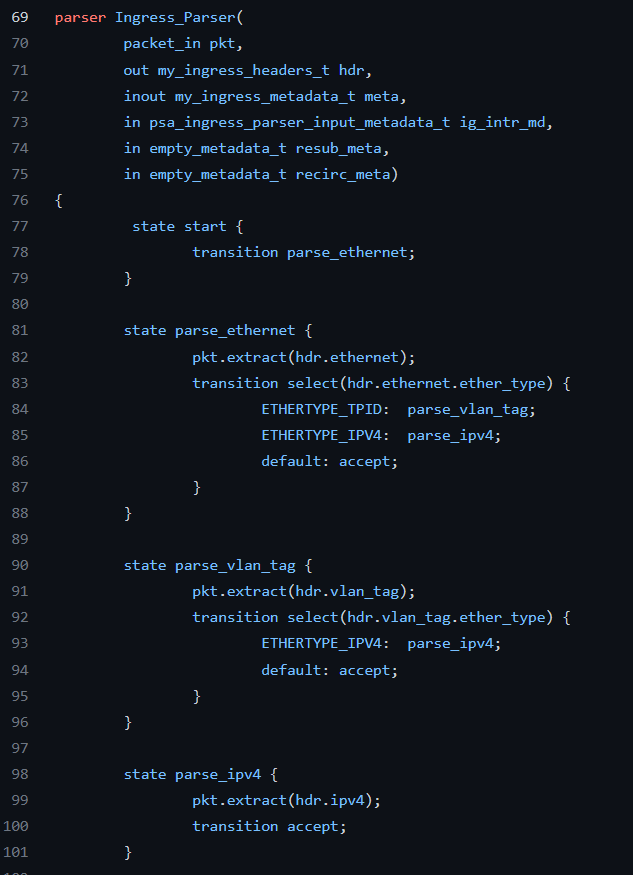 69 parser Ingress_Parser(
70 packet_in pkt,
71 out my_ingress_headers_t hdr,
72 inout my_ingress_metadata_t meta,
73 in psa_ingress_parser_input_metadata_t ig_intr_md,
74 in empty_metadata_t resub_meta,
75 in empty_metadata_t recirc_meta)
76 {
77 state start {
78 transition parse_ethernet;
79 }
80
81 state parse_ethernet {
82 pkt.extract(hdr.ethernet);
83 transition select(hdr.ethernet.ether_type) {
84 ETHERTYPE_TPID: parse_vlan_tag;
85 ETHERTYPE_IPV4: parse_ipv4;
86 default: accept;
87 }
88 }
89
90 state parse_vlan_tag {
91 pkt.extract(hdr.vlan_tag);
92 transition select(hdr.vlan_tag.ether_type) {
93 ETHERTYPE_IPV4: parse_ipv4;
94 default: accept;
95 }
96 }
97
98 state parse_ipv4 {
99 pkt.extract(hdr.ipv4);
100 transition accept;
101 }